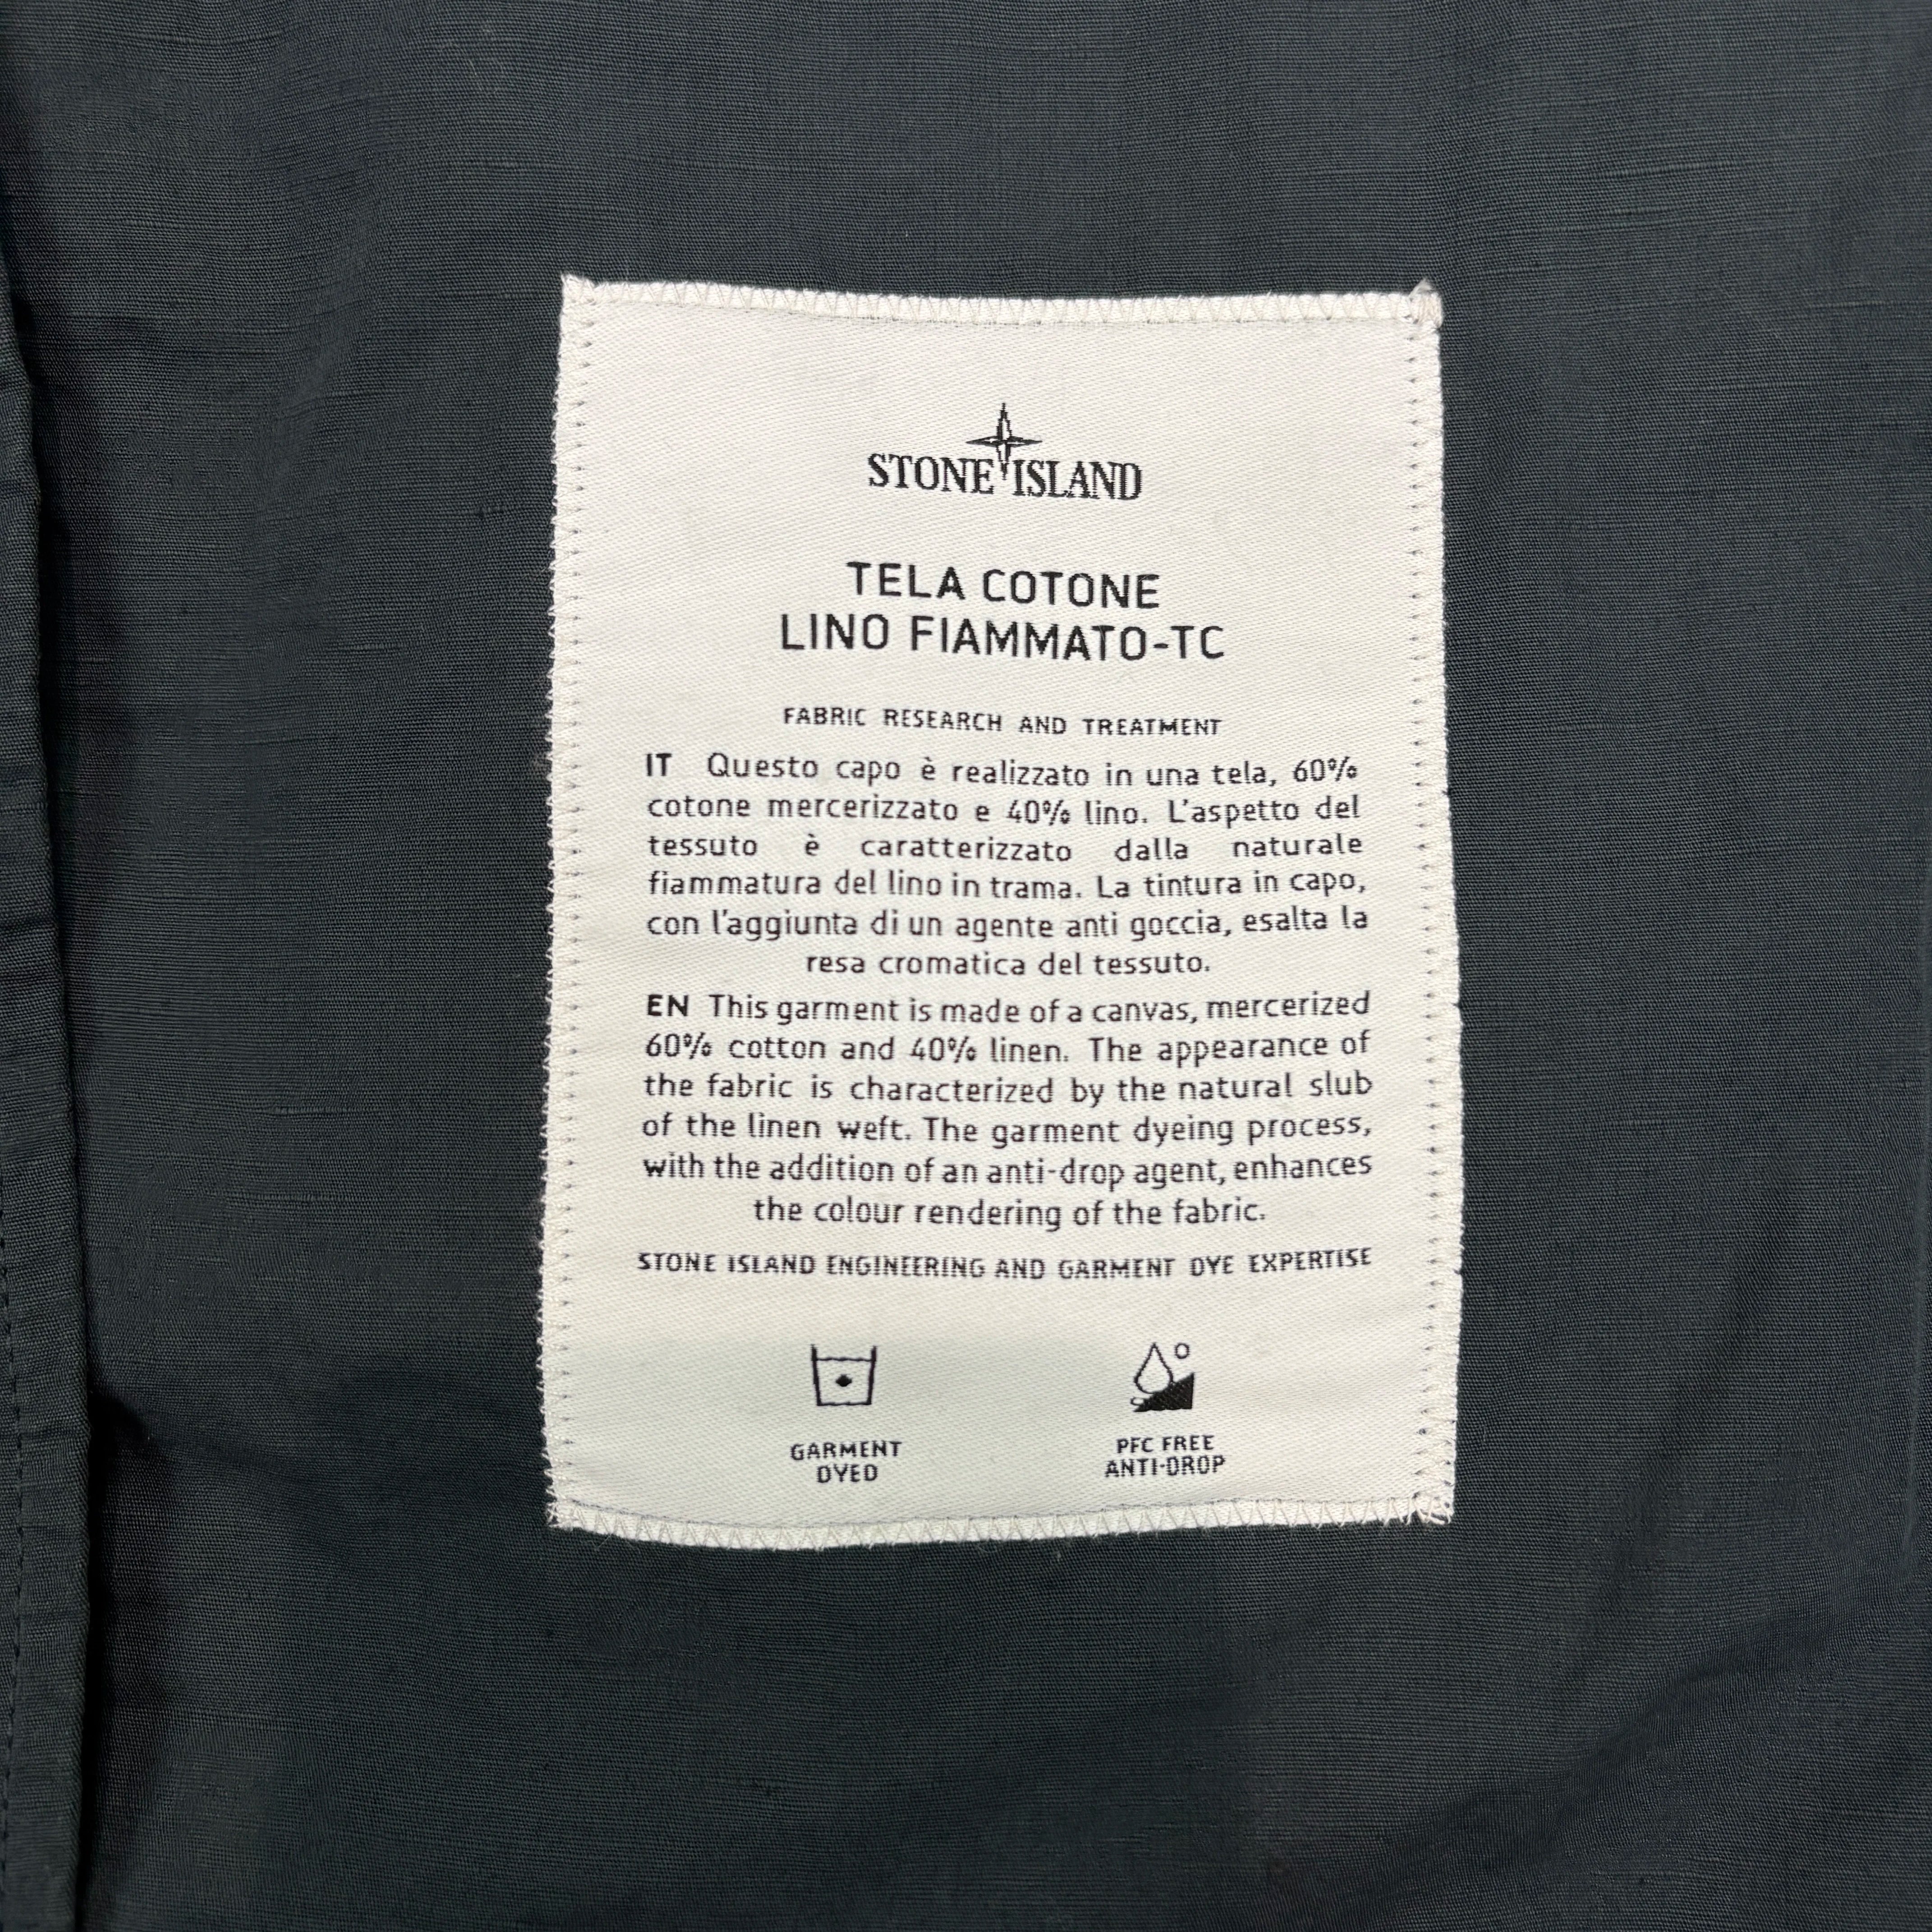 STONE ISLAND
TELA COTONE
LINO FIAMMATO-TC
FABRIC RESEARCH AND TREATMENT
IT Questo capo è realizzato in una tela, 60%
cotone mercerizzato e 40% lino. L'aspetto del
tessuto è caratterizzato dalla naturale
fiammatura del lino in trama. La tintura in capo,
con l'aggiunta di un agente anti goccia, esalta la
resa cromatica del tessuto.
EN This garment is made of a canvas, mercerized
60% cotton and 40% linen. The appearance of
the fabric is characterized by the natural slub
of the linen weft. The garment dyeing process,
with the addition of an anti-drop agent, enhances
the colour rendering of the fabric.
STONE ISLAND ENGINEERING AND GARMENT DYE EXPERTISE
GARMENT
DYED
PFC FREE
ANTI-DROP